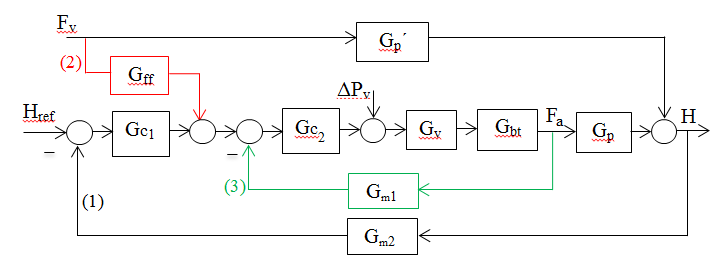 Fv
Gp´
(2)
Gff
ΔPv
Href
Gc1
Gc2
Gv
Gbt
Fa
Gp
H
−
−
(3)
Gm1
(1)
Gm2